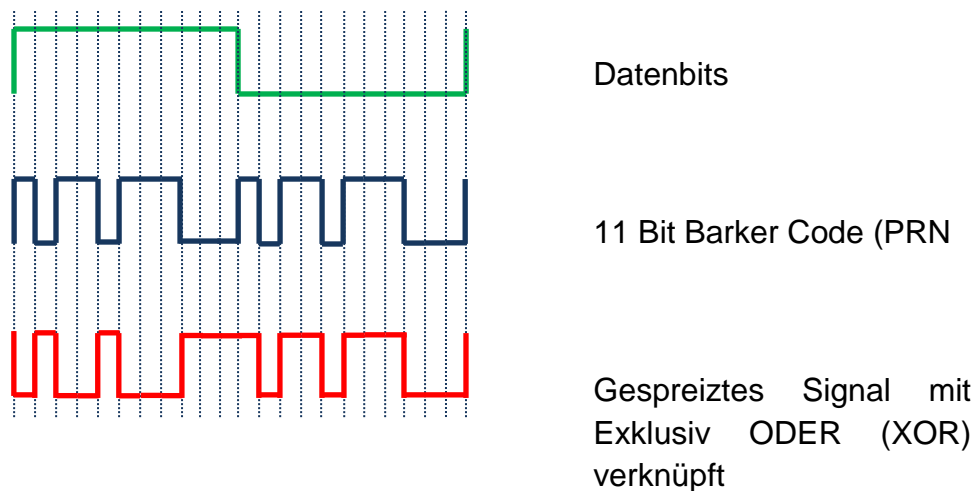 Datenbits
11 Bit Barker Code (PRN
Gespreiztes Signal mit
Exklusiv ODER (XOR)
verknüpft